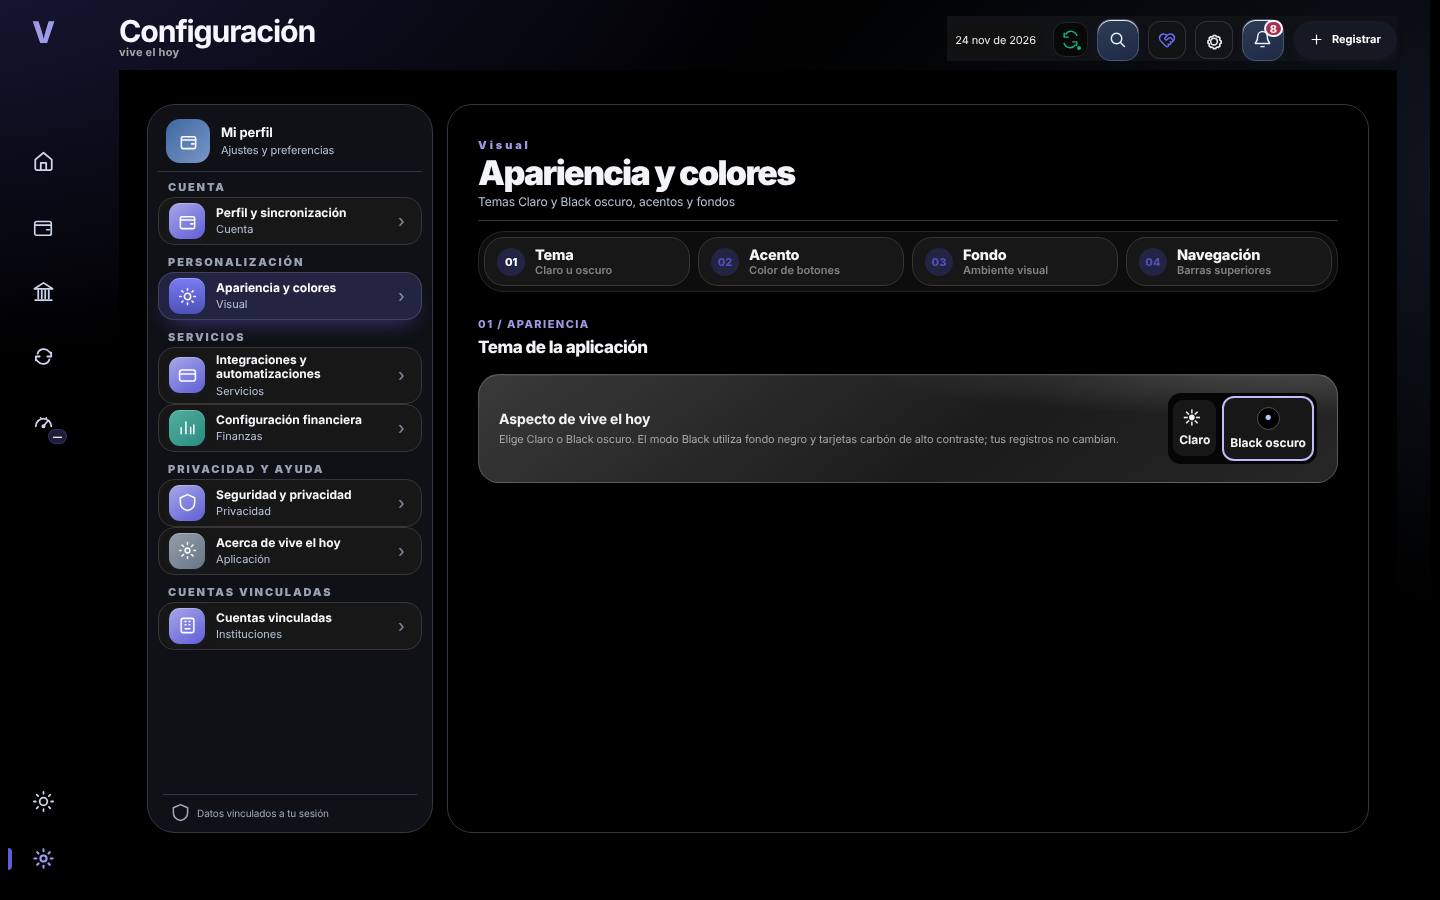 V
Configuración
vive el hoy
24 nov de 2026
8
Registrar
Mi perfil
Ajustes y preferencias
CUENTA
Perfil y sincronización
Cuenta
PERSONALIZACIÓN
Apariencia y colores
Visual
SERVICIOS
Integraciones y
automatizaciones
Servicios
Configuración financiera
Finanzas
PRIVACIDAD Y AYUDA
Seguridad y privacidad
Privacidad
Acerca de vive el hoy
Aplicación
CUENTAS VINCULADAS
Cuentas vinculadas
Instituciones
Datos vinculados a tu sesión
Visual
Apariencia y colores
Temas Claro y Black oscuro, acentos y fondos
01
Tema
Claro u oscuro
02
Acento
Color de botones
03
Fondo
Ambiente visual
04
Navegación
Barras superiores
01 / APARIENCIA
Tema de la aplicación
Aspecto de vive el hoy
Elige Claro o Black oscuro. El modo Black utiliza fondo negro y tarjetas carbón de alto contraste; tus registros no cambian.
Claro
Black oscuro